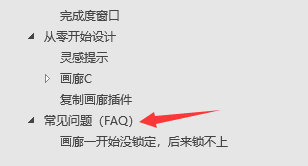 完成度窗口
从零开始设计
灵感提示
画廊C
复制画廊插件
常见问题（FAQ）
画廊一开始没锁定，后来锁不上